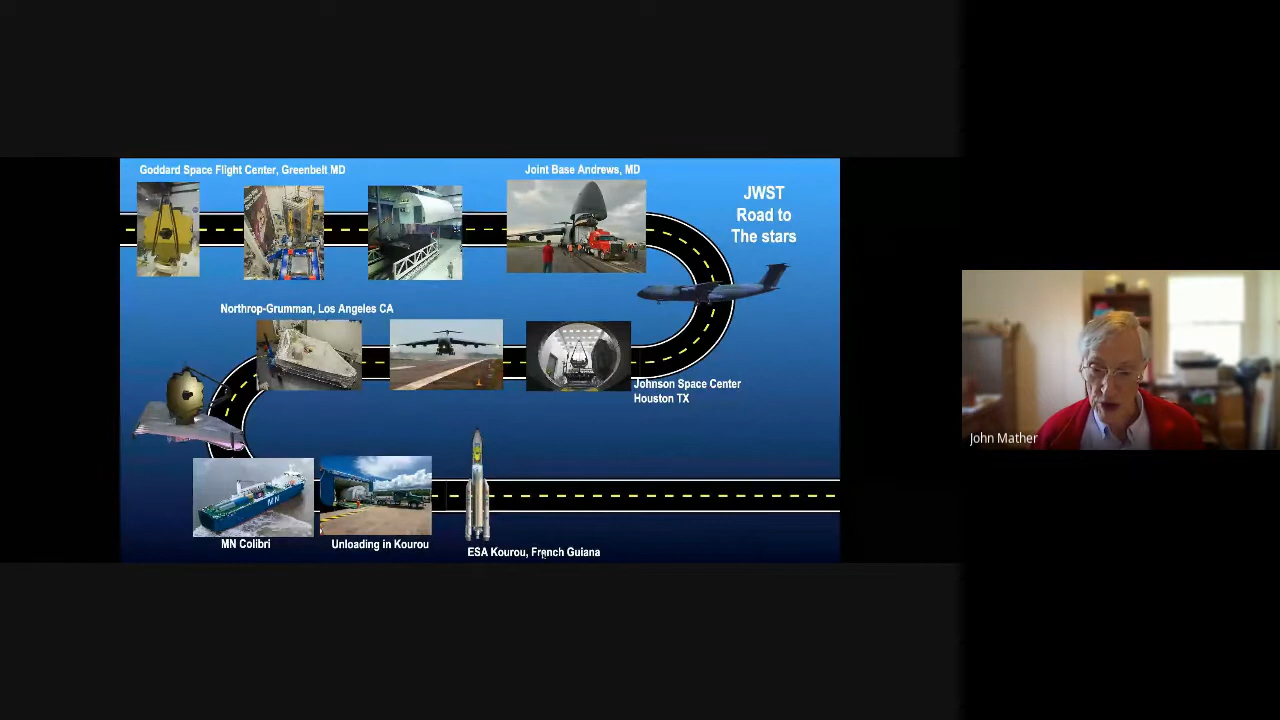 Goddard Space Flight Center, Greenbelt MD
Joint Base Andrews, MD
JWST
Road to
The stars
Northrop-Grumman, Los Angeles CA
Johnson Space Center
Houston TX
John Mather
MN
MN Colibri
Unloading in Kourou
ESA Kourou, French Guiana